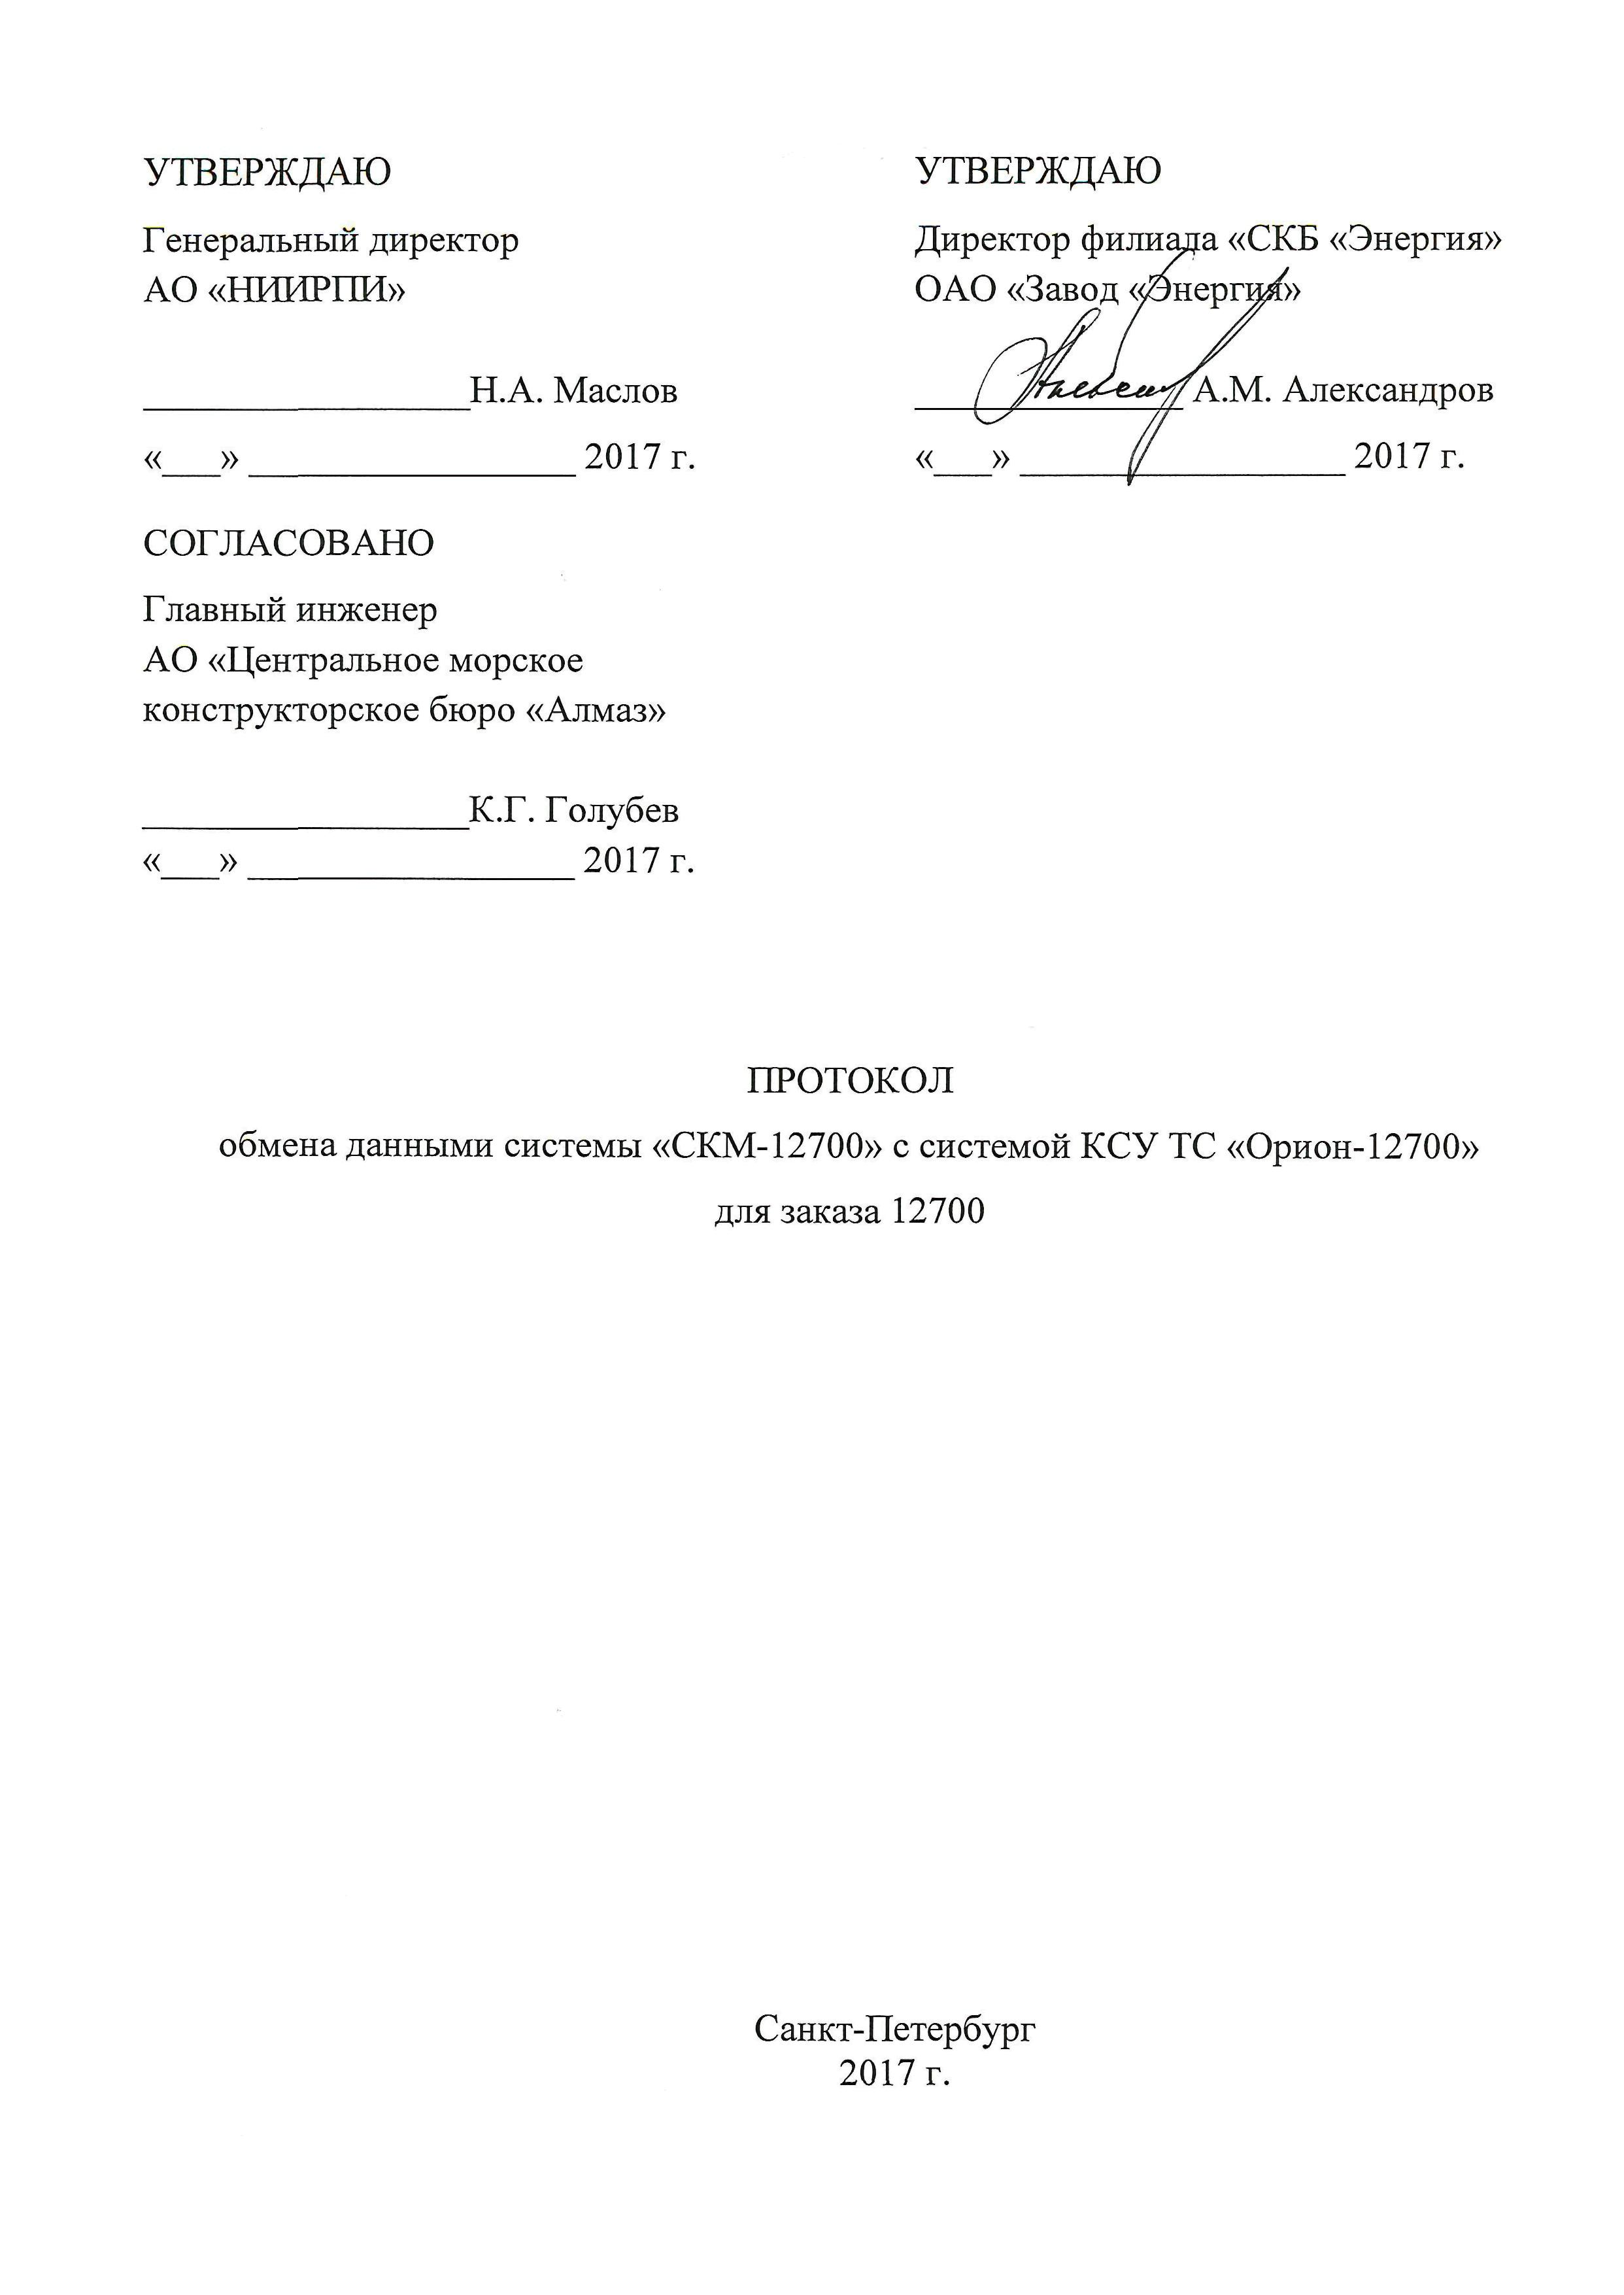 УТВЕРЖДАЮ
Генеральный директор
АО «НИИРПИ»
__________________Н.А. Маслов
«___» __________________ 2017 г.
УТВЕРЖДАЮ
Директор филиала «СКБ «Энергия»
ОАО «Завод «Энергия»
_______________ А.М. Александров
«___» __________________ 2017 г.
СОГЛАСОВАНО
Главный инженер
АО «Центральное морское
конструкторское бюро «Алмаз»
__________________К.Г. Голубев
«___» __________________ 2017 г.
ПРОТОКОЛ
обмена данными системы «СКМ-12700» с системой КСУ ТС «Орион-12700»
для заказа 12700
Санкт-Петербург
2017 г.